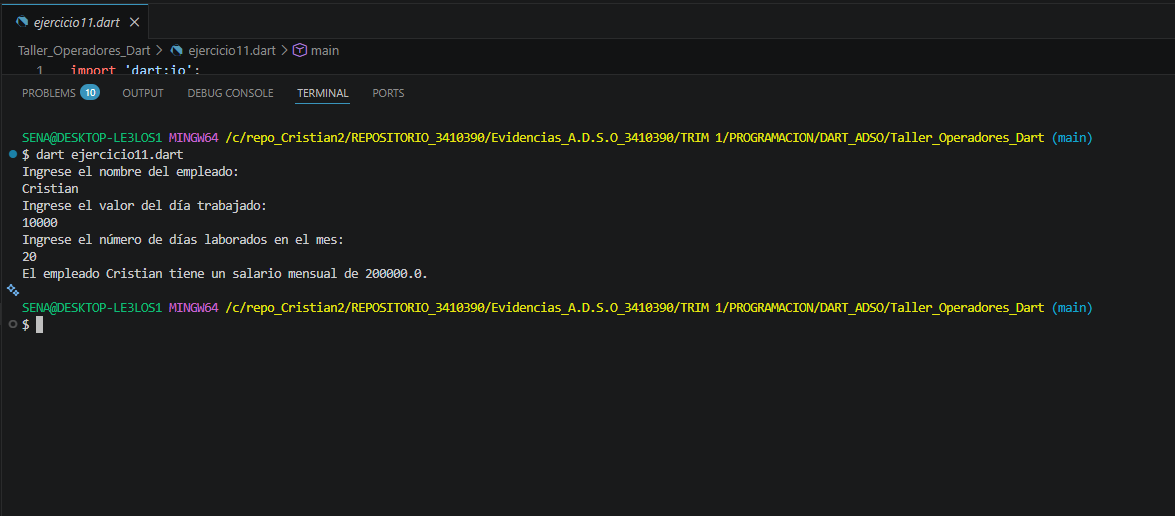 ejercicio11.dart
Taller_Operadores_Dart > ejercicio11.dart > main
1 import 'dart:io';
PROBLEMS 10 OUTPUT DEBUG CONSOLE TERMINAL PORTS
SENA@DESKTOP-LE3LOS1 MINGW64 /c/repo_Cristian2/REPOSITORIO_3410390/Evidencias_A.D.S.O_3410390/TRIM 1/PROGRAMACION/DART_ADSO/Taller_Operadores_Dart (main)
$ dart ejercicio11.dart
Ingrese el nombre del empleado:
Cristian
Ingrese el valor del día trabajado:
10000
Ingrese el número de días laborados en el mes:
20
El empleado Cristian tiene un salario mensual de 200000.0.
SENA@DESKTOP-LE3LOS1 MINGW64 /c/repo_Cristian2/REPOSITORIO_3410390/Evidencias_A.D.S.O_3410390/TRIM 1/PROGRAMACION/DART_ADSO/Taller_Operadores_Dart (main)
$